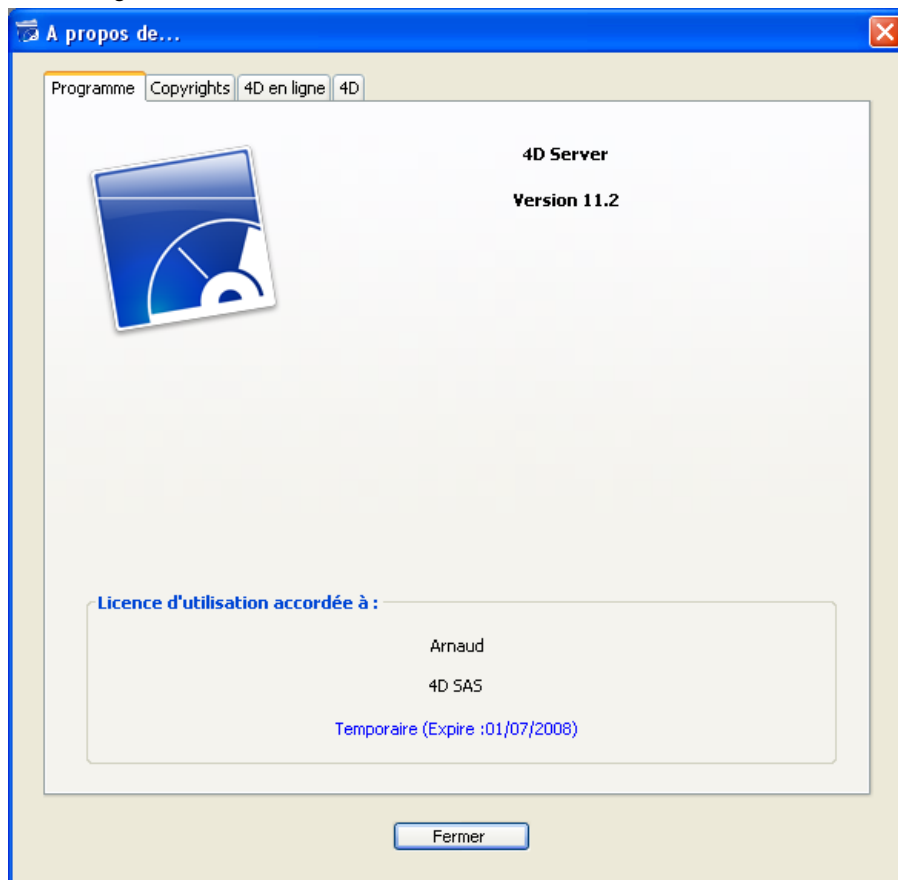 A propos de...
Programme Copyrights 4D en ligne 4D
4D Server
Version 11.2
Licence d'utilisation accordée à :
Arnaud
4D SAS
Temporaire (Expire :01/07/2008)
Fermer